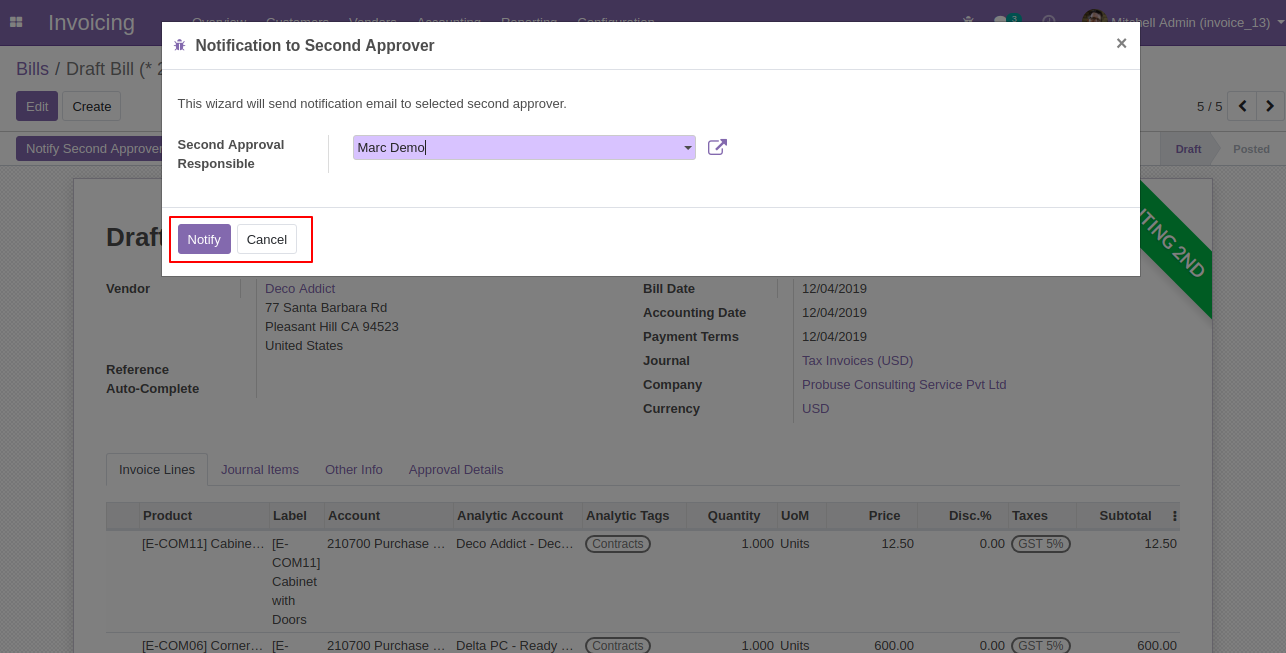 Invoicing
Overview Customers Vendors Accounting Reporting Configuration
3
Mitchell Admin (invoice_13)
Notification to Second Approver
×
Bills / Draft Bill (* 2
Edit Create
5 / 5
This wizard will send notification email to selected second approver.
Notify Second Approver
Second Approval Responsible
Marc Demo
Draft Posted
Notify Cancel
Draft
TING 2ND
Vendor
Deco Addict
77 Santa Barbara Rd
Pleasant Hill CA 94523
United States
Reference
Auto-Complete
Bill Date 12/04/2019
Accounting Date 12/04/2019
Payment Terms 12/04/2019
Journal Tax Invoices (USD)
Company Probuse Consulting Service Pvt Ltd
Currency USD
Invoice Lines Journal Items Other Info Approval Details
Product Label Account Analytic Account Analytic Tags Quantity UoM Price Disc.% Taxes Subtotal
[E-COM11] Cabine… [E- 210700 Purchase … Deco Addict - Dec… Contracts 1.000 Units 12.50 0.00 GST 5% 12.50
COM11]
Cabinet
with
Doors
[E-COM06] Corner… [E- 210700 Purchase … Delta PC - Ready … Contracts 1.000 Units 600.00 0.00 GST 5% 600.00